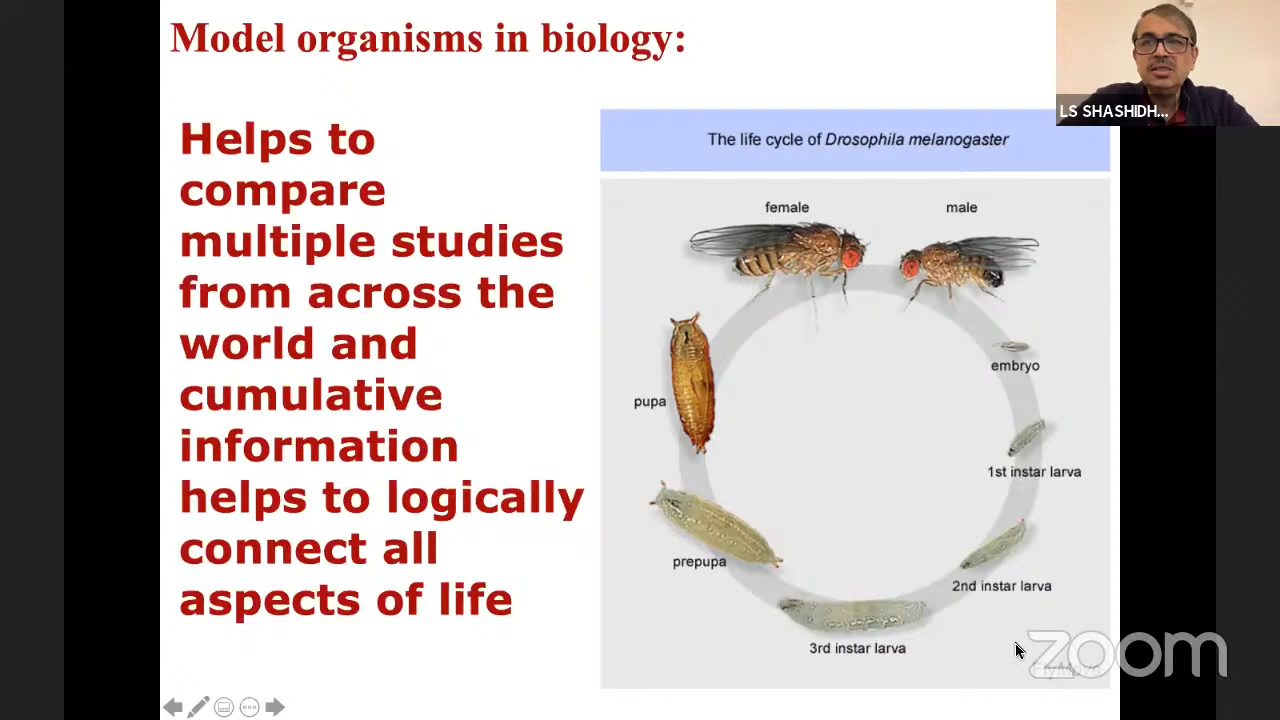 Model organisms in biology:
LS SHASHIDH...
Helps to
compare
multiple studies
from across the
world and
cumulative
information
helps to logically
connect all
aspects of life
The life cycle of Drosophila melanogaster
female
male
embryo
1st instar larva
2nd instar larva
3rd instar larva
prepupa
pupa
zoom